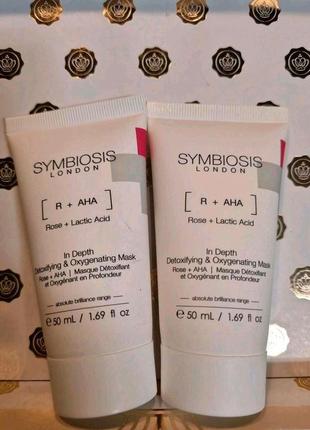 SYMBIOSIS
LONDON
[ R + AHA ]
Rose + Lactic Acid
In Depth
Detoxifying & Oxygenating Mask
Rose + AHA | Masque Détoxifiant
et Oxygénant en Profondeur
absolute brilliance range
e 50 mL / 1.69 fl oz
SYMBIOSIS
LONDON
[ R + AHA ]
Rose + Lactic Acid
In Depth
Detoxifying & Oxygenating Mask
Rose + AHA | Masque Détoxifiant
et Oxygénant en Profondeur
absolute brilliance range
e 50 mL / 1.69 fl oz